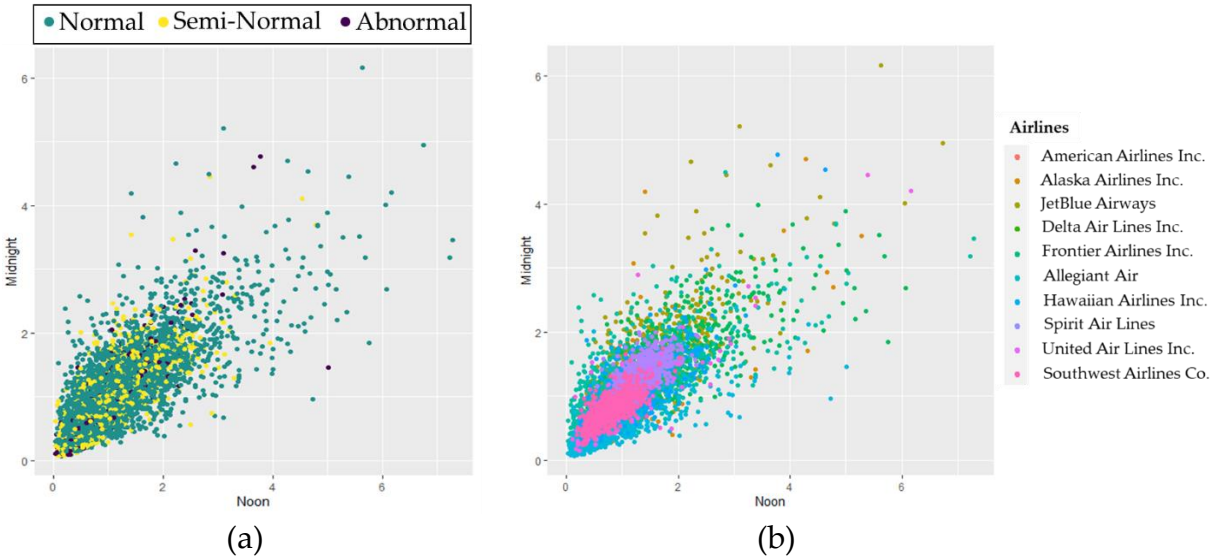 Normal Semi-Normal Abnormal
6
4
2
0
Midnight
0 2 4 6
Noon
(a)
6
4
2
0
Midnight
0 2 4 6
Noon
(b)
Airlines
American Airlines Inc.
Alaska Airlines Inc.
JetBlue Airways
Delta Air Lines Inc.
Frontier Airlines Inc.
Allegiant Air
Hawaiian Airlines Inc.
Spirit Air Lines
United Air Lines Inc.
Southwest Airlines Co.